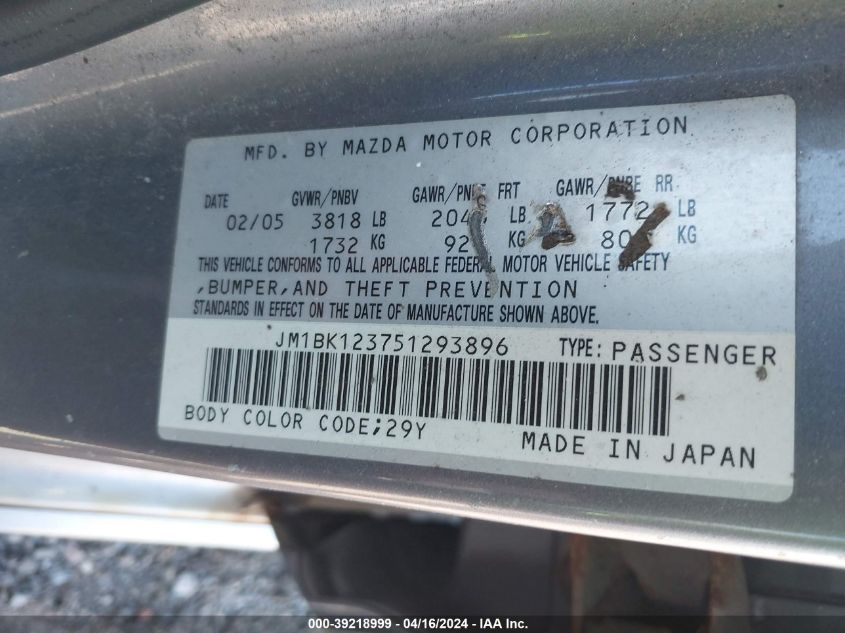 MFD. BY MAZDA MOTOR CORPORATION
DATE GVWR/PNBV GAWR/PNBE FRT GAWR/PNBE RR
02/05 3818 LB LB 1772 LB
1732 KG KG KG
THIS VEHICLE CONFORMS TO ALL APPLICABLE FEDERAL MOTOR VEHICLE SAFETY
,BUMPER,AND THEFT PREVENTION
STANDARDS IN EFFECT ON THE DATE OF MANUFACTURE SHOWN ABOVE.
JM1BK123751293896 TYPE: PASSENGER
BODY COLOR CODE;29Y
MADE IN JAPAN
000-39218999 - 04/16/2024 - IAA Inc.